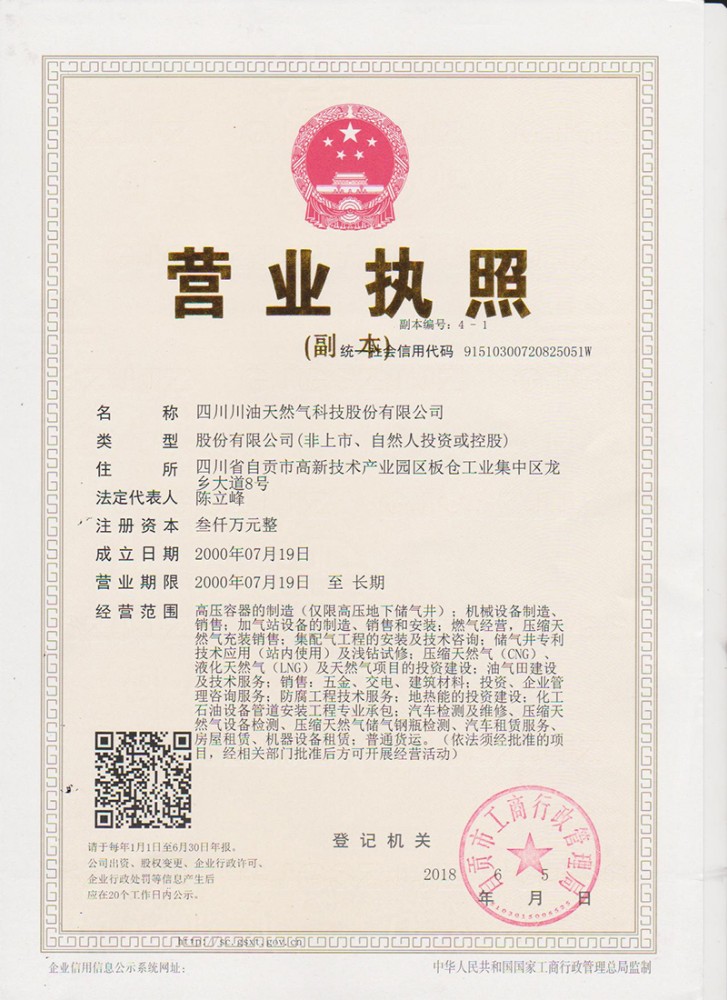 营业执照
副本编号：4-1
(副 本)
统一社会信用代码 91510300720825051W
名 称 四川川油天然气科技股份有限公司
类 型 股份有限公司(非上市、自然人投资或控股)
住 所 四川省自贡市高新技术产业园区板仓工业集中区龙
乡大道8号
法定代表人 陈立峰
注册资本 叁仟万元整
成立日期 2000年07月19日
营业期限 2000年07月19日 至 长期
经营范围 高压容器的制造（仅限高压地下储气井）；机械设备制造、
销售；加气站设备的制造、销售和安装；燃气经营，压缩天
然气充装销售；集配气工程的安装及技术咨询；储气井专利
技术应用（站内使用）及浅钻试修；压缩天然气（CNG）、
液化天然气（LNG）及天然气项目的投资建设；油气田建设
及技术服务；销售：五金、交电、建筑材料；投资、企业管
理咨询服务；防腐工程技术服务；地热能的投资建设；化工
石油设备管道安装工程专业承包；汽车检测及维修、压缩天
然气设备检测、压缩天然气储气钢瓶检测、汽车租赁服务、
房屋租赁、机器设备租赁；普通货运。（依法须经批准的项
目，经相关部门批准后方可开展经营活动）
请于每年1月1日至6月30日年报。
公司出资、股权变更、企业行政许可、
企业行政处罚等信息产生后
应在20个工作日内公示。
登记机关
自贡市工商行政管理局
2018 6 5
年 月 日
http://sc.gsxt.gov.cn
企业信用信息公示系统网址：
中华人民共和国国家工商行政管理总局监制